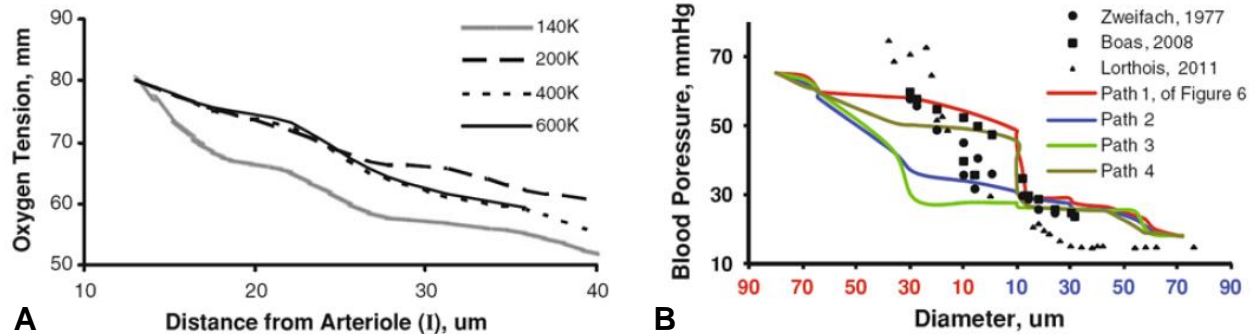 90
80
70
60
50
Oxygen Tension, mm
10
20
30
40
Distance from Arteriole (I), um
140K
200K
400K
600K
A
70
50
30
10
Blood Poressure, mmHg
90 70 50 30 10 10 30 50 70 90
Diameter, um
Zweifach, 1977
Boas, 2008
Lorthois, 2011
Path 1, of Figure 6
Path 2
Path 3
Path 4
B